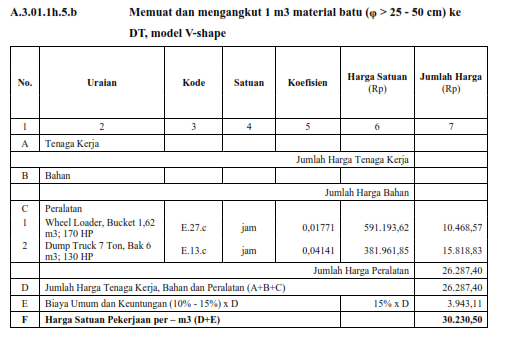 A.3.01.1h.5.b Memuat dan mengangkut 1 m3 material batu (φ > 25 - 50 cm) ke
DT, model V-shape
No. Uraian Kode Satuan Koefisien Harga Satuan (Rp) Jumlah Harga (Rp)
1 2 3 4 5 6 7
A Tenaga Kerja
Jumlah Harga Tenaga Kerja
B Bahan
Jumlah Harga Bahan
C Peralatan
1 Wheel Loader, Bucket 1,62 m3; 170 HP E.27.c jam 0,01771 591.193,62 10.468,57
2 Dump Truck 7 Ton, Bak 6 m3; 130 HP E.13.c jam 0,04141 381.961,85 15.818,83
Jumlah Harga Peralatan 26.287,40
D Jumlah Harga Tenaga Kerja, Bahan dan Peralatan (A+B+C) 26.287,40
E Biaya Umum dan Keuntungan (10% - 15%) x D 15% x D 3.943,11
F Harga Satuan Pekerjaan per – m3 (D+E) 30.230,50